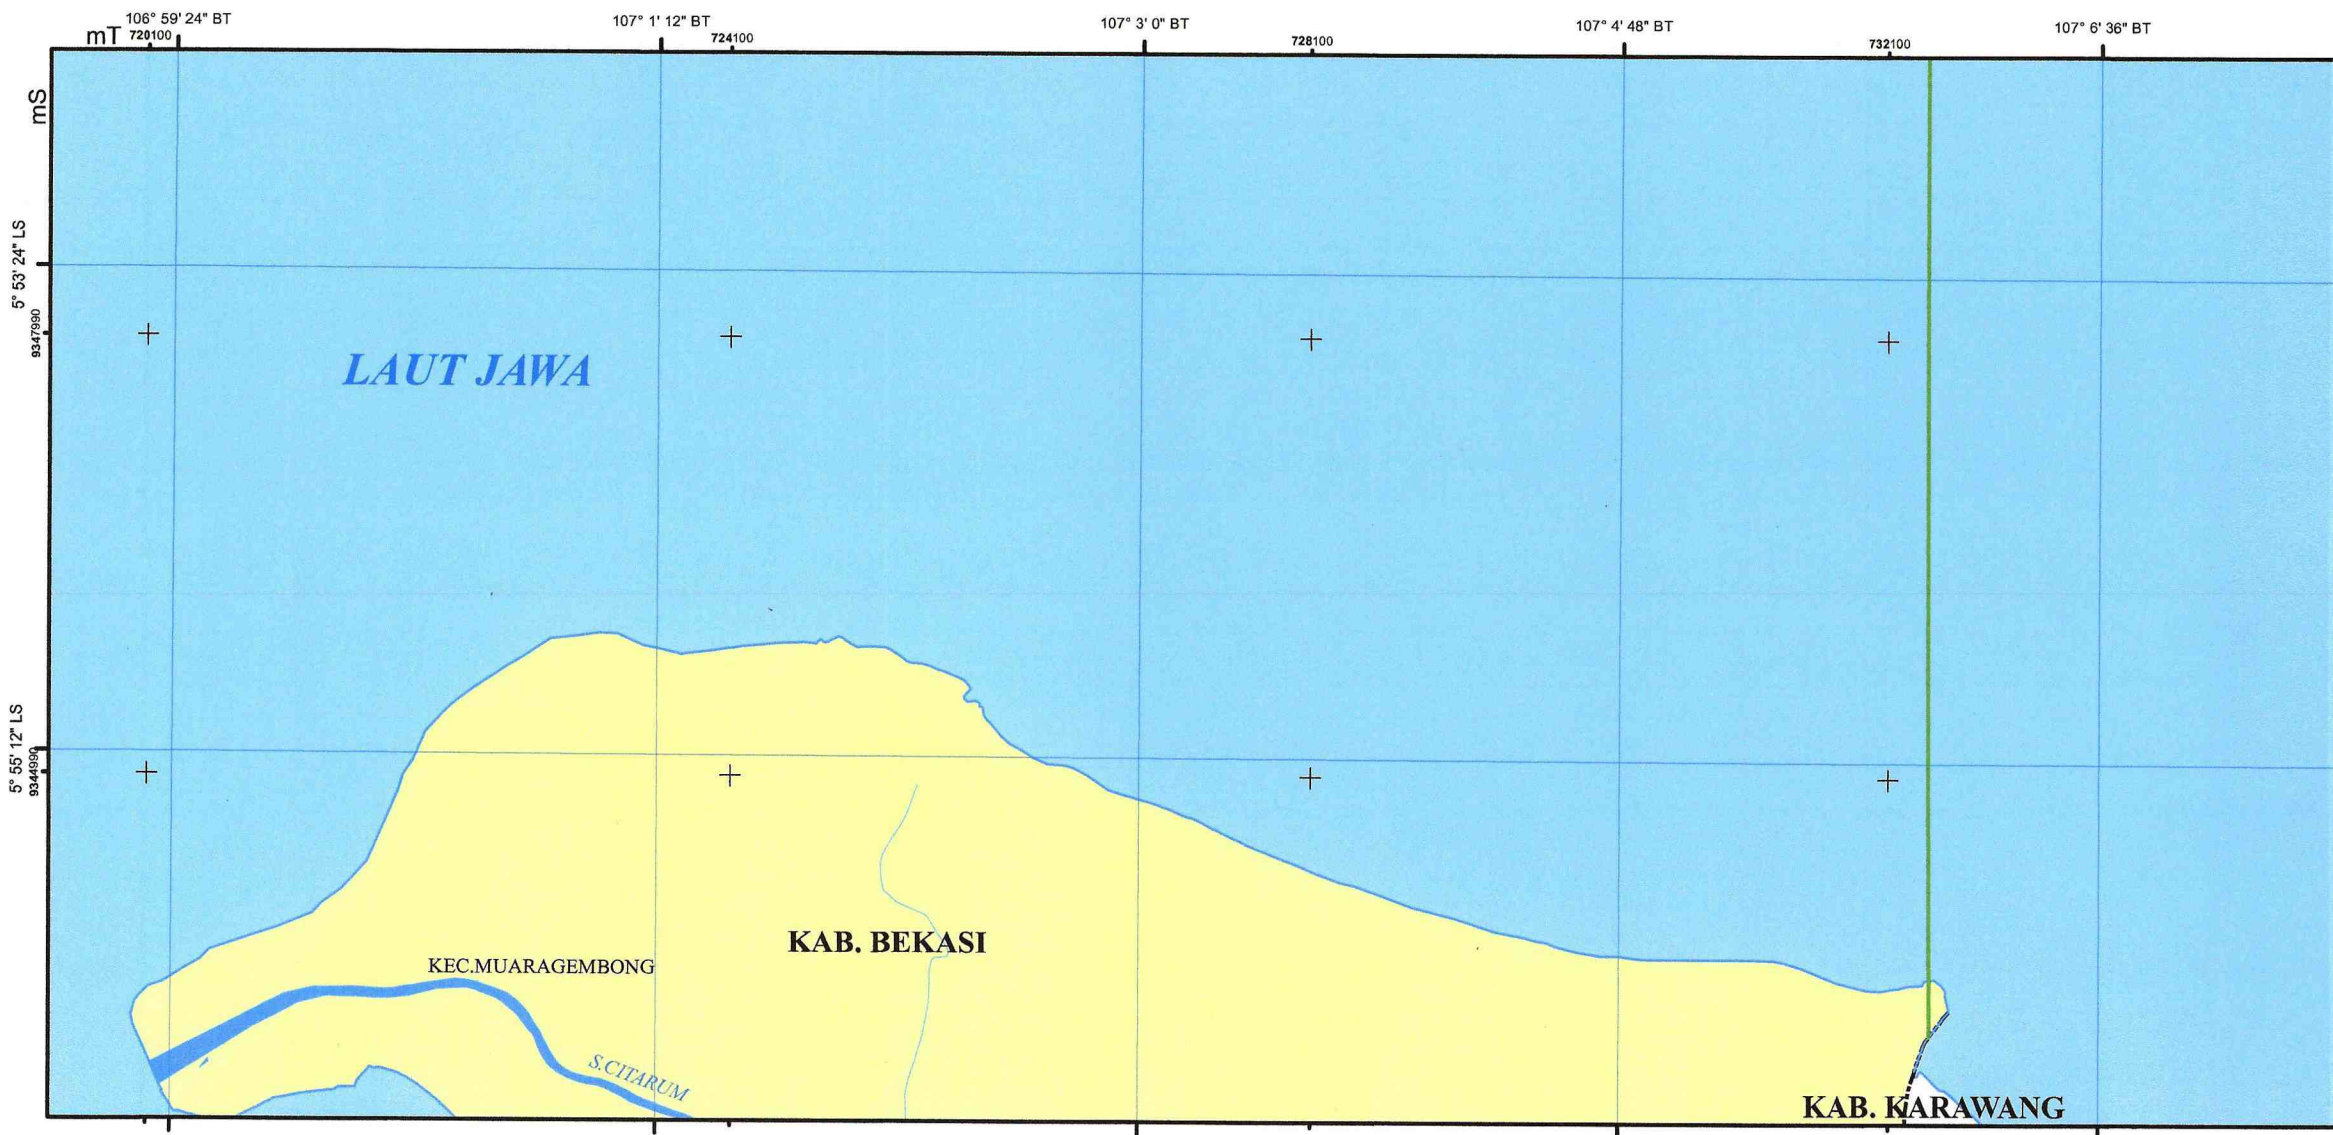 106° 59' 24" BT
107° 1' 12" BT
107° 3' 0" BT
107° 4' 48" BT
107° 6' 36" BT
mT
720100
724100
728100
732100
mS
5° 53' 24" LS
9347990
LAUT JAWA
5° 55' 12" LS
9344990
KAB. BEKASI
KEC.MUARAGEMBONG
S.CITARUM
KAB. KARAWANG